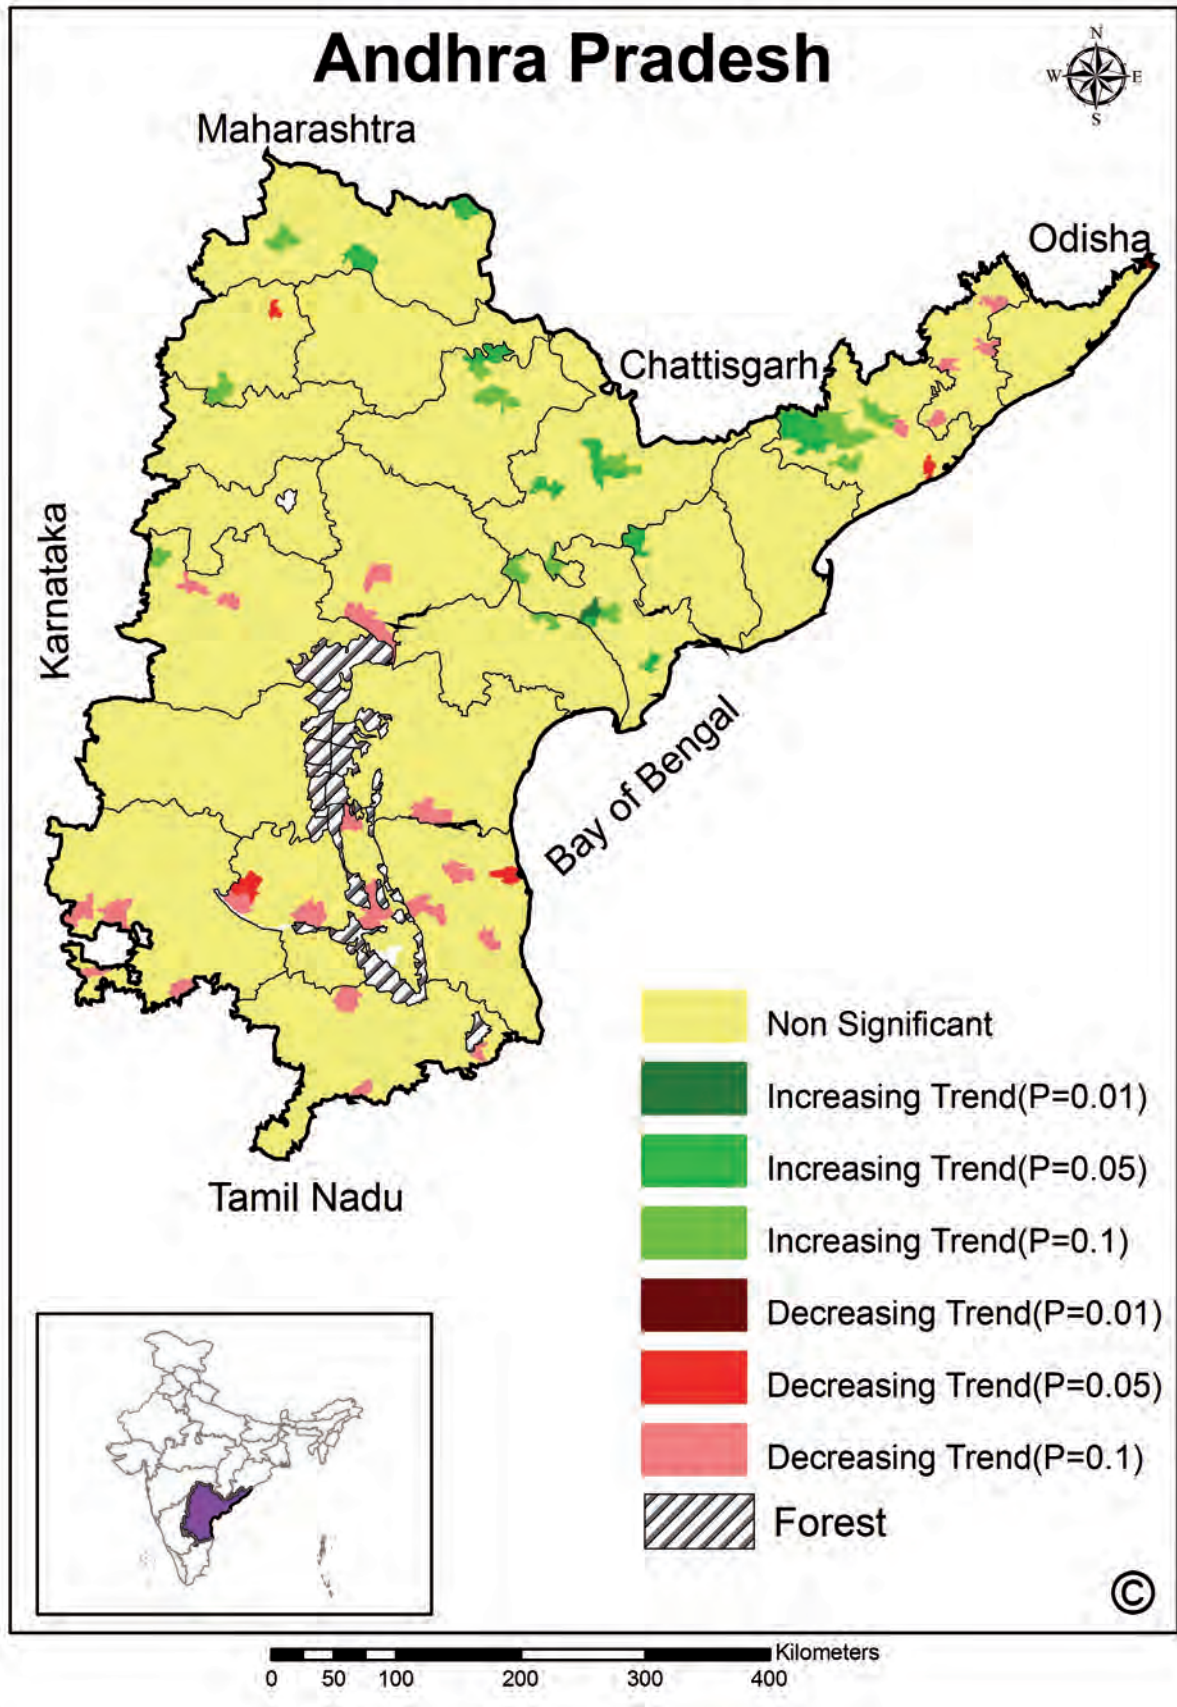 Andhra Pradesh
N
W
E
S
Maharashtra
Odisha
Chattisgarh
Karnataka
Bay of Bengal
Tamil Nadu
Non Significant
Increasing Trend(P=0.01)
Increasing Trend(P=0.05)
Increasing Trend(P=0.1)
Decreasing Trend(P=0.01)
Decreasing Trend(P=0.05)
Decreasing Trend(P=0.1)
Forest
©
Kilometers
0 50 100 200 300 400